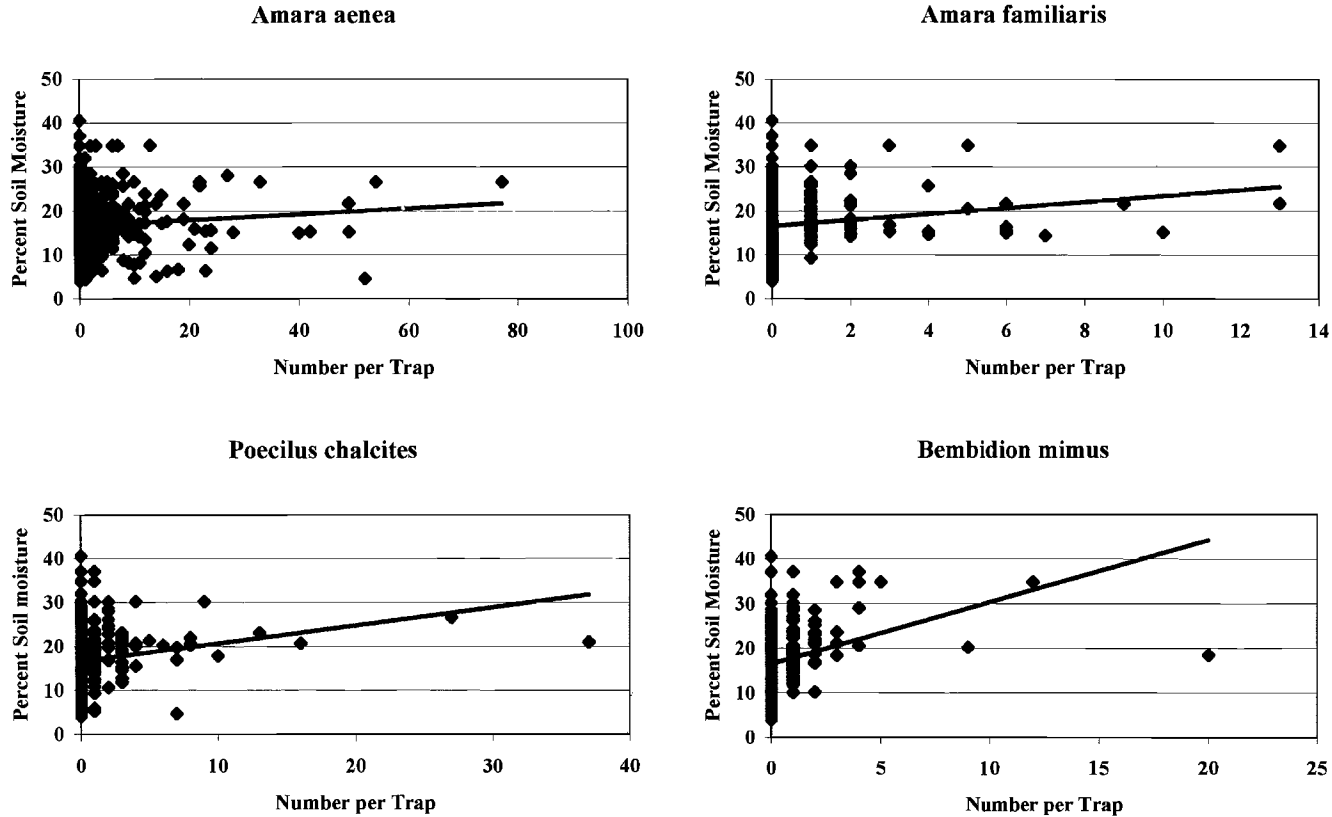 Amara aenea
Percent Soil Moisture
50
40
30
20
10
0
0 20 40 60 80 100
Number per Trap
Amara familiaris
Percent Soil Moisture
50
40
30
20
10
0
0 2 4 6 8 10 12 14
Number per Trap
Poecilus chalcites
Percent Soil moisture
50
40
30
20
10
0
0 10 20 30 40
Number per Trap
Bembidion mimus
Percent Soil Moisture
50
40
30
20
10
0
0 5 10 15 20 25
Number per Trap